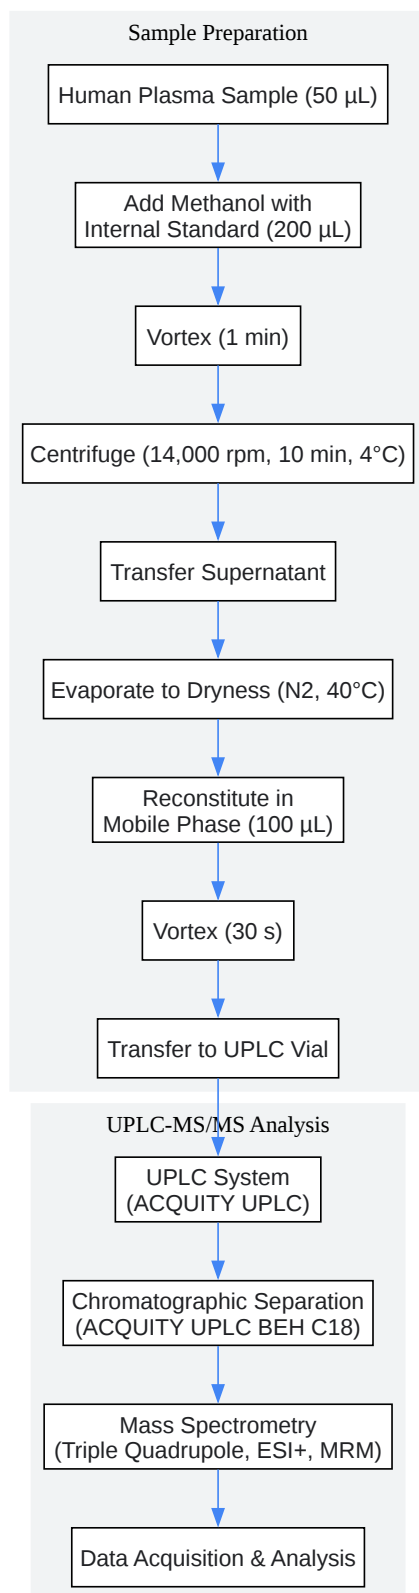 Sample Preparation
Human Plasma Sample (50 µL)
Add Methanol with
Internal Standard (200 µL)
Vortex (1 min)
Centrifuge (14,000 rpm, 10 min, 4°C)
Transfer Supernatant
Evaporate to Dryness (N2, 40°C)
Reconstitute in
Mobile Phase (100 µL)
Vortex (30 s)
Transfer to UPLC Vial
UPLC-MS/MS Analysis
UPLC System
(ACQUITY UPLC)
Chromatographic Separation
(ACQUITY UPLC BEH C18)
Mass Spectrometry
(Triple Quadrupole, ESI+, MRM)
Data Acquisition & Analysis